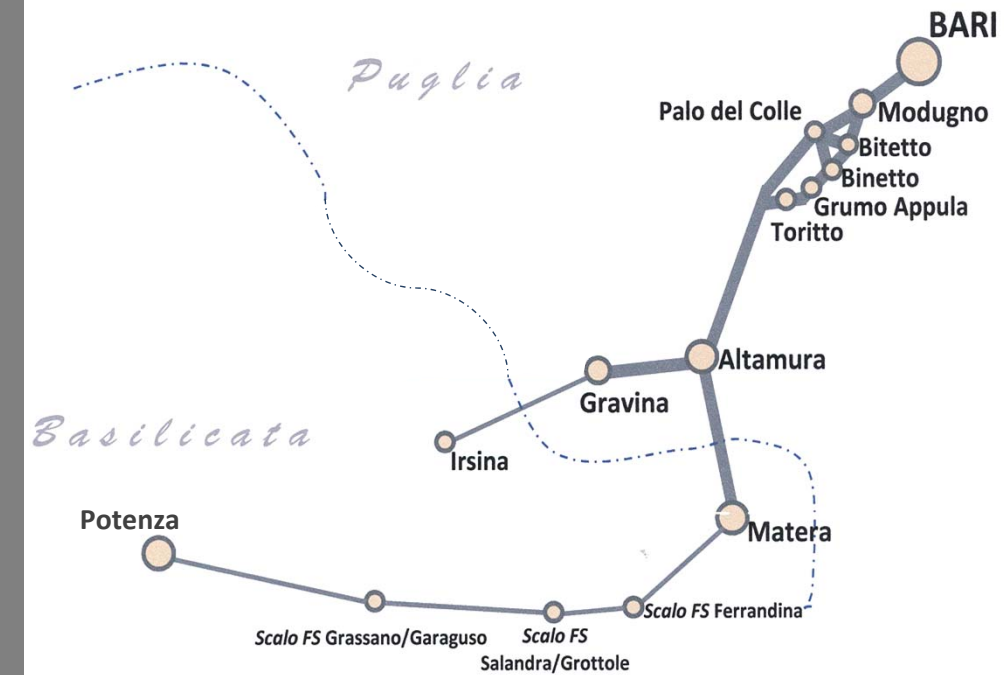 BARI
Puglia
Palo del Colle
Modugno
Bitetto
Binetto
Grumo Appula
Toritto
Altamura
Gravina
Basilicata
Irsina
Potenza
Matera
Scalo FS Ferrandina
Scalo FS Grassano/Garaguso
Scalo FS
Salandra/Grottole